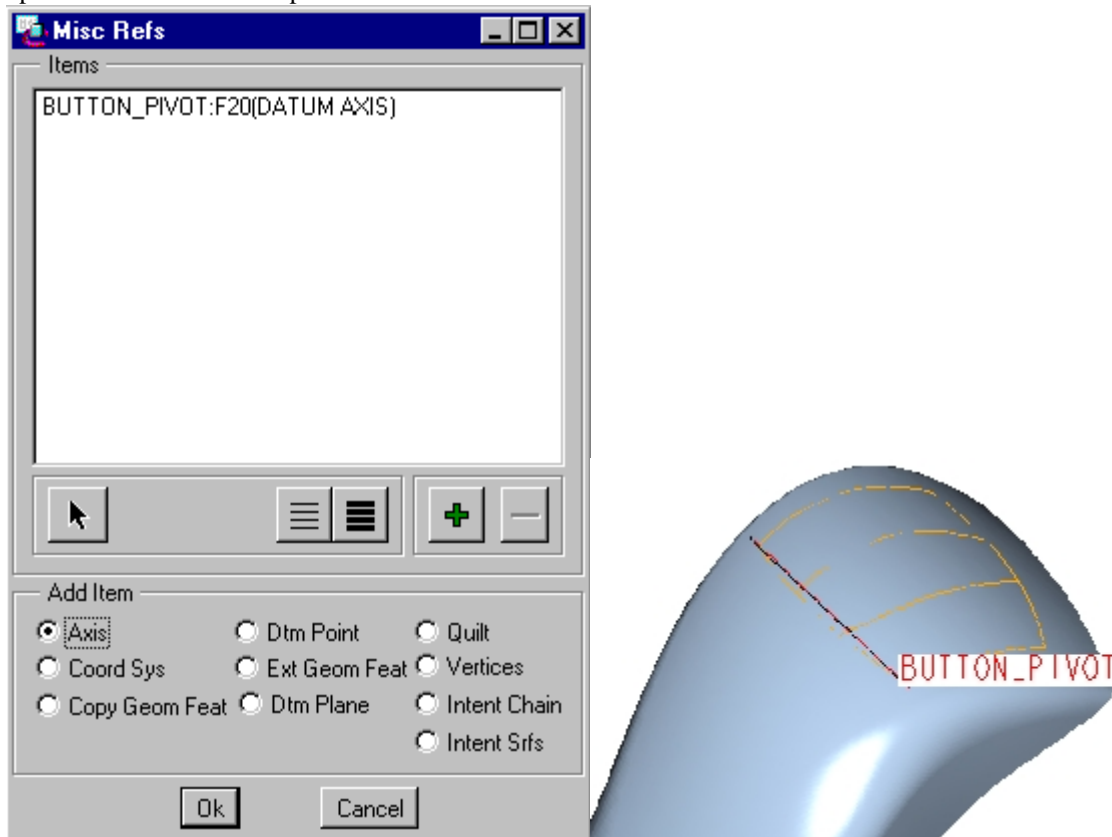 Misc Refs
Items
BUTTON_PIVOT:F20(DATUM AXIS)
Add Item
Axis
Dtm Point
Quilt
Coord Sys
Ext Geom Feat
Vertices
Copy Geom Feat
Dtm Plane
Intent Chain
Intent Srfs
Ok
Cancel
BUTTON_PIVOT